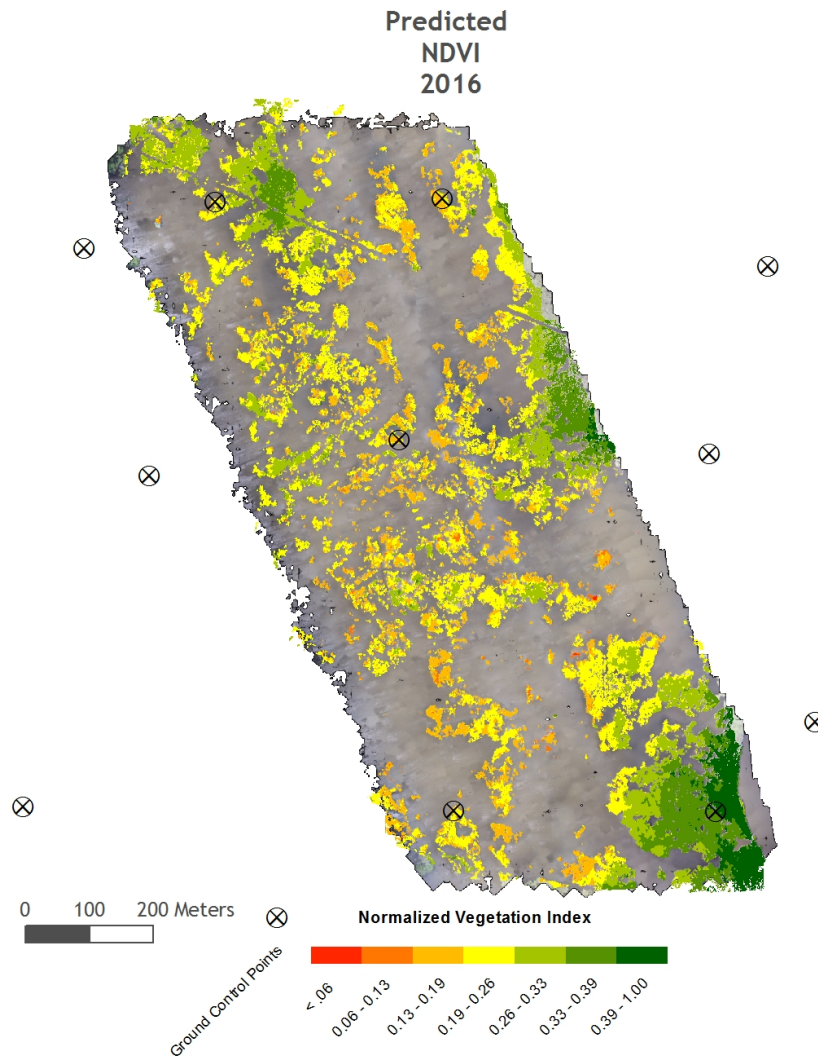 Predicted
NDVI
2016
0 100 200 Meters
Normalized Vegetation Index
Ground Control Points
< .06
0.06 - 0.13
0.13 - 0.19
0.19 - 0.26
0.26 - 0.33
0.33 - 0.39
0.39 - 1.00